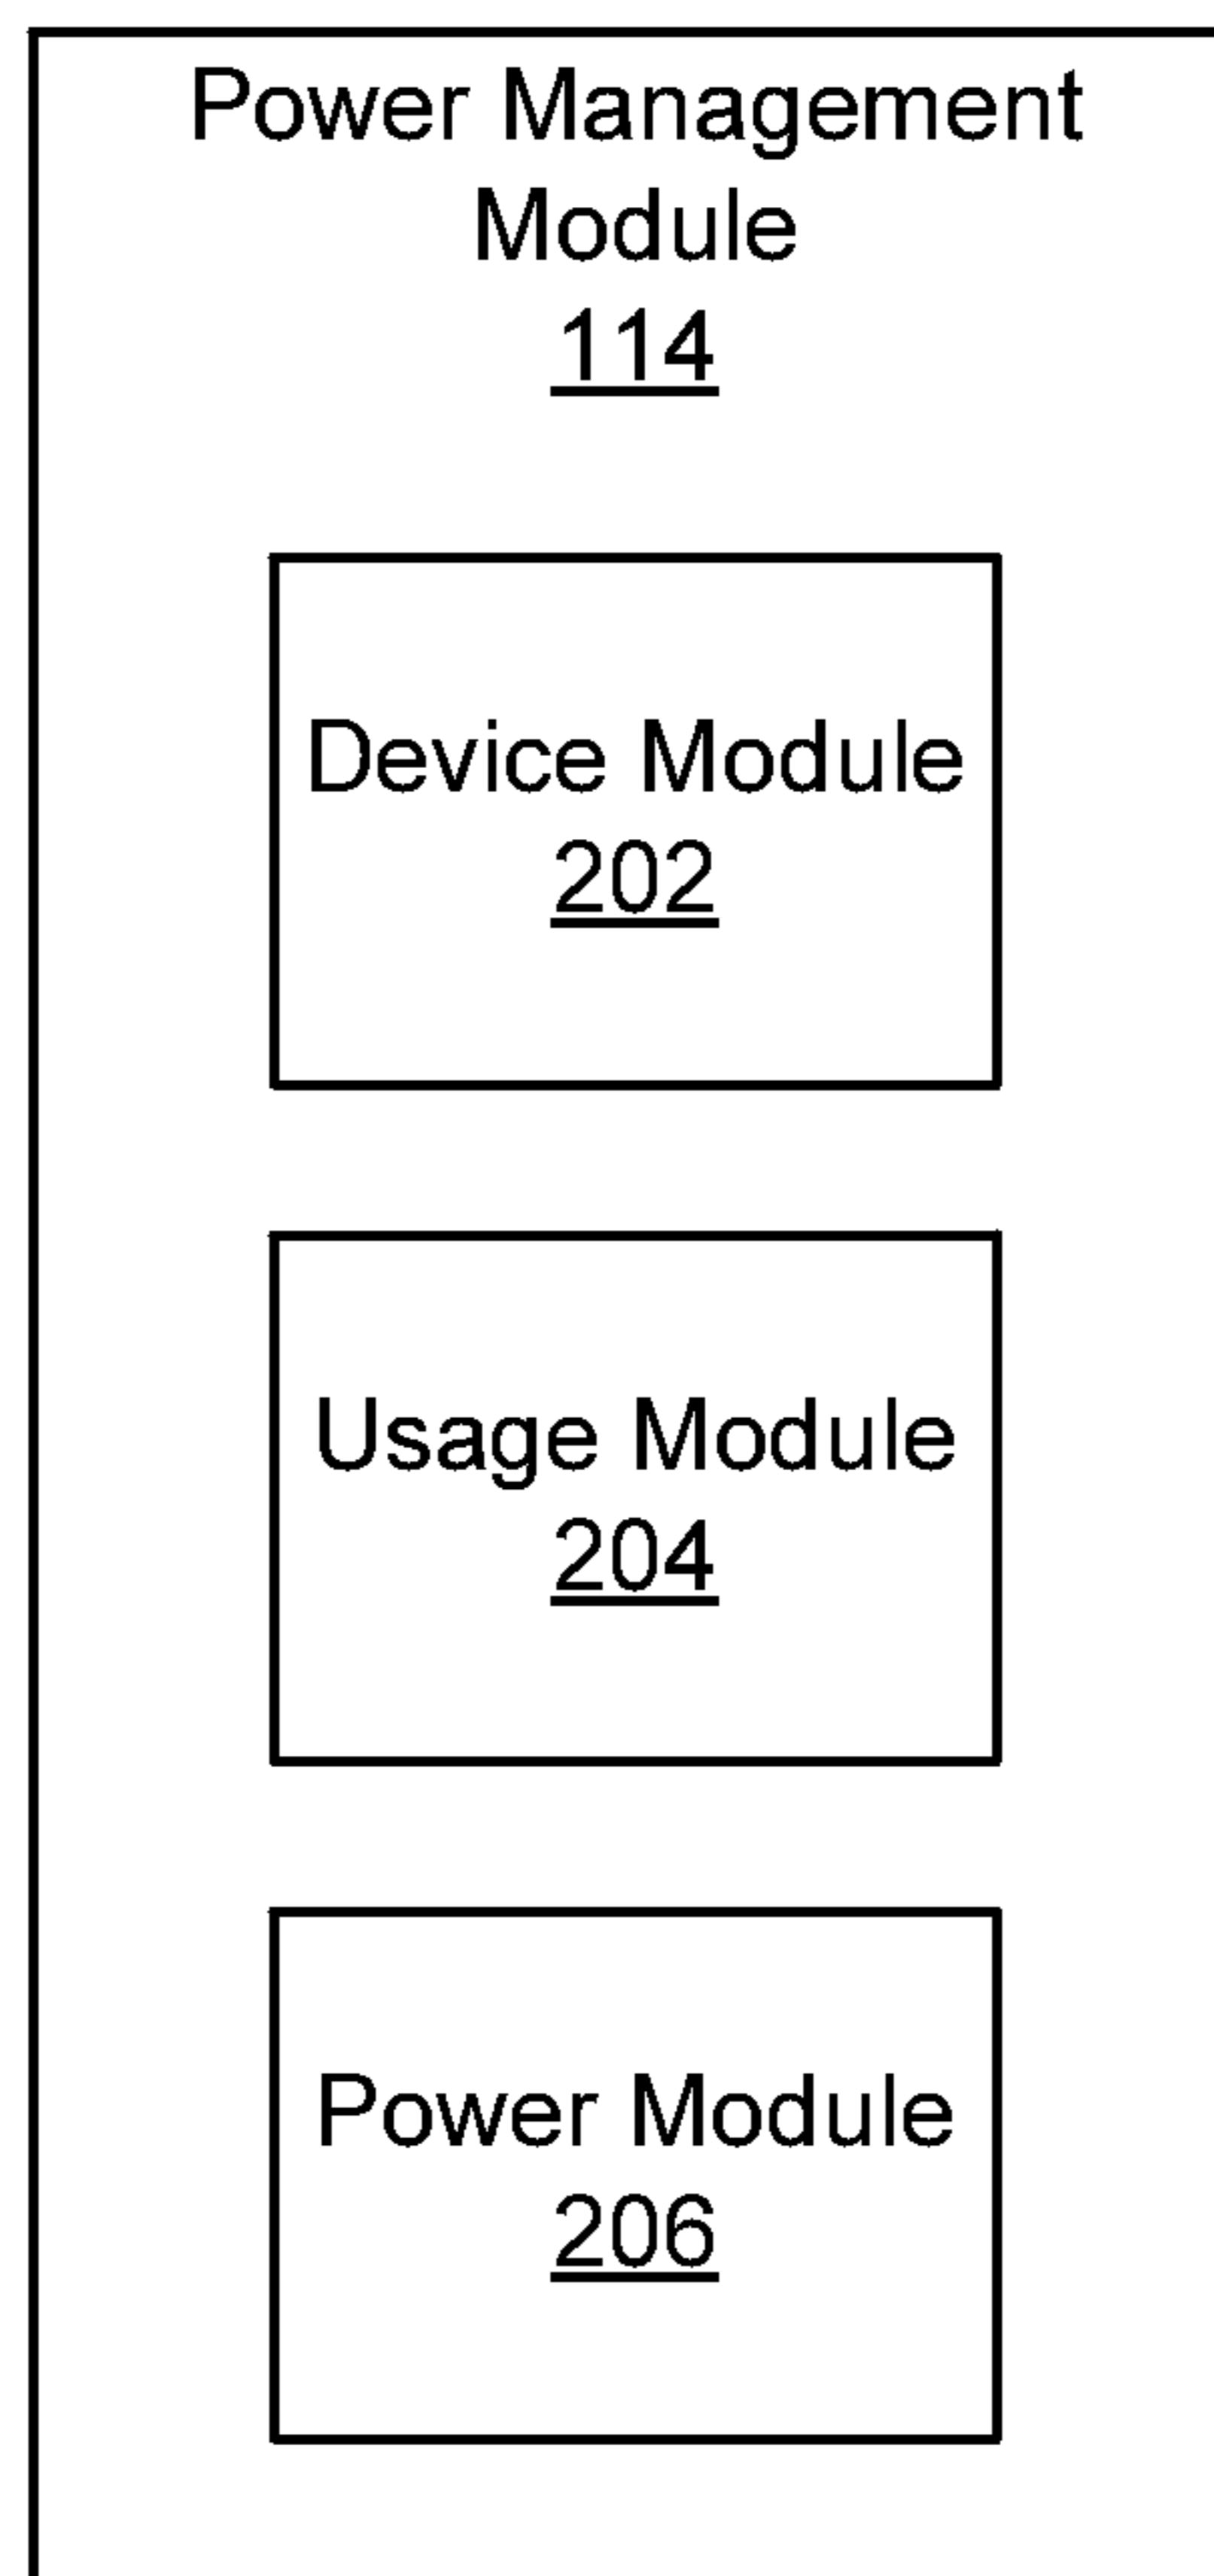 Power Management
Module
114
Device Module
202
Usage Module
204
Power Module
206